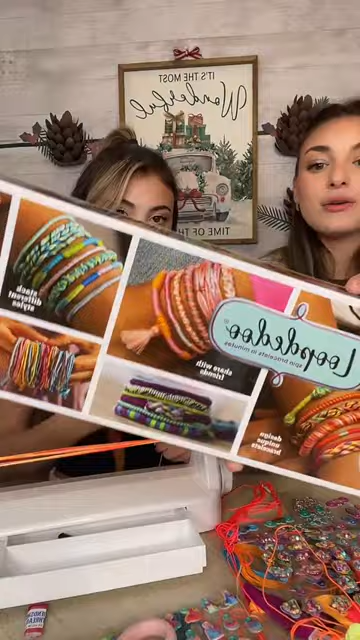 IT'S THE MOST
Wonderful
TIME OF THE
stack
different
styles
share with
friends
Loopdedoo
spin bracelets in minutes
design
unique
bracelets